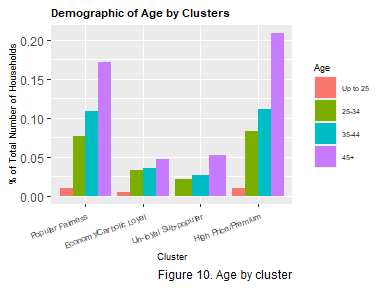 Demographic of Age by Clusters
% of Total Number of Households
0.20
0.15
0.10
0.05
0.00
Popular Fairness
Economy/Carbolic Loyal
Un-loyal Sub-popular
High Price/Premium
Cluster
Age
Up to 25
25-34
35-44
45+
Figure 10. Age by cluster